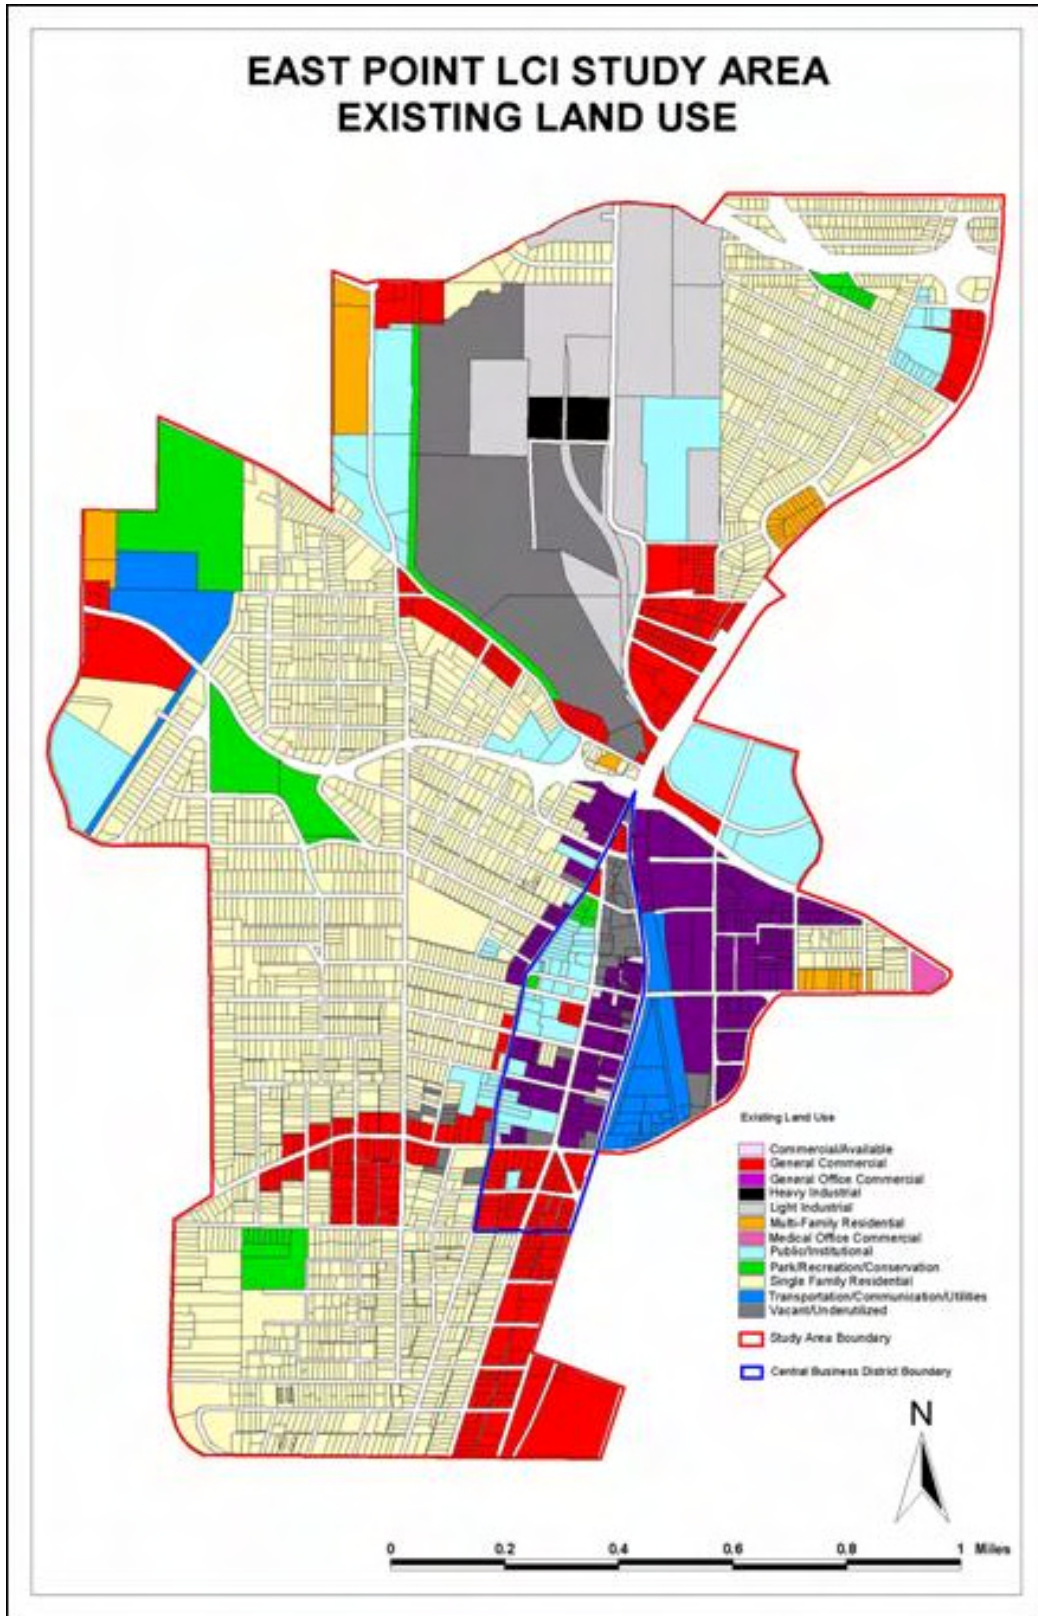 EAST POINT LCI STUDY AREA
EXISTING LAND USE
Existing Land Use
Commercial/Available
General Commercial
General Office Commercial
Heavy Industrial
Light Industrial
Multi-Family Residential
Medical Office Commercial
Public/Institutional
Park/Recreation/Conservation
Single Family Residential
Transportation/Communication/Utilities
Vacant/Underutilized
Study Area Boundary
Central Business District Boundary
N
0 0.2 0.4 0.6 0.8 1 Miles